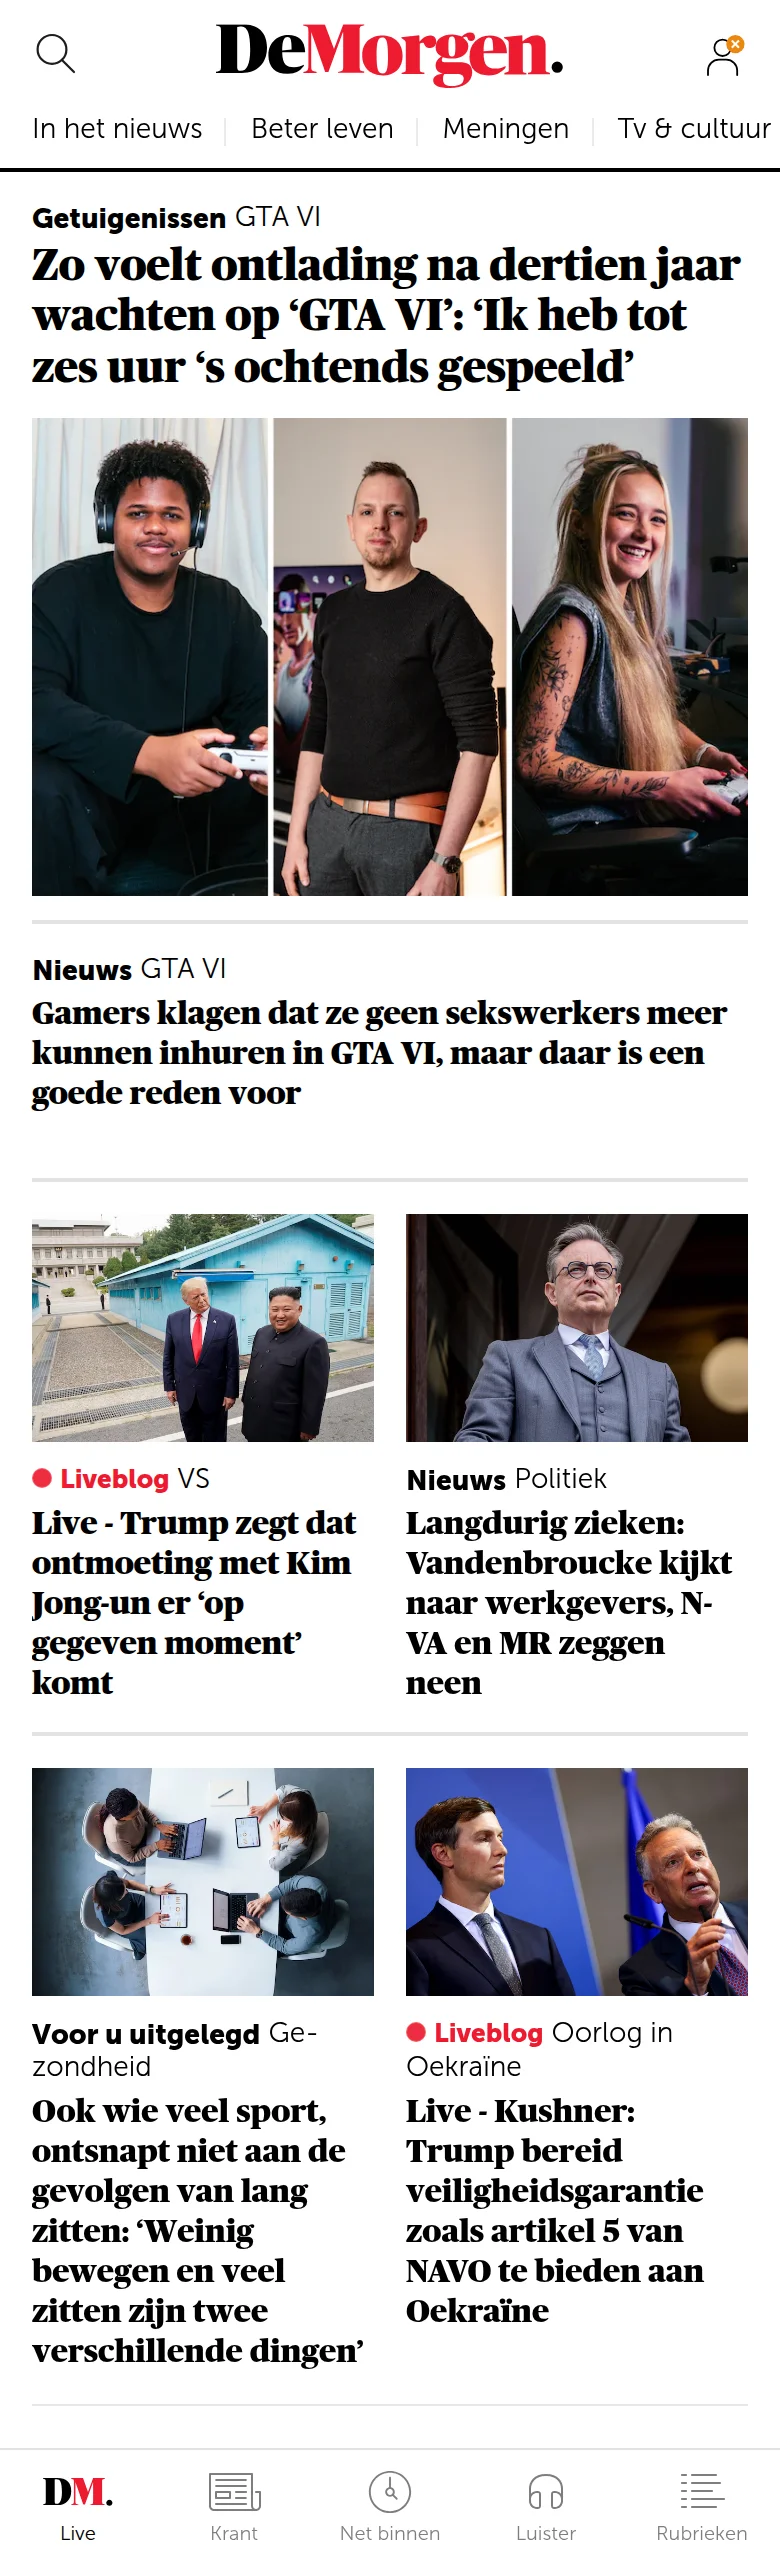 DeMorgen.
In het nieuws
Beter leven
Meningen
Tv & cultuur
Getuigenissen GTA VI
Zo voelt ontlading na dertien jaar
wachten op ‘GTA VI’: ‘Ik heb tot
zes uur ‘s ochtends gespeeld’
Nieuws GTA VI
Gamers klagen dat ze geen sekswerkers meer
kunnen inhuren in GTA VI, maar daar is een
goede reden voor
Liveblog VS
Live - Trump zegt dat
ontmoeting met Kim
Jong-un er ‘op
gegeven moment’
komt
Nieuws Politiek
Langdurig zieken:
Vandenbroucke kijkt
naar werkgevers, N-
VA en MR zeggen
neen
Voor u uitgelegd Ge-
zondheid
Ook wie veel sport,
ontsnapt niet aan de
gevolgen van lang
zitten: ‘Weinig
bewegen en veel
zitten zijn twee
verschillende dingen’
Liveblog Oorlog in
Oekraïne
Live - Kushner:
Trump bereid
veiligheidsgarantie
zoals artikel 5 van
NAVO te bieden aan
Oekraïne
DM.
Live
Krant
Net binnen
Luister
Rubrieken